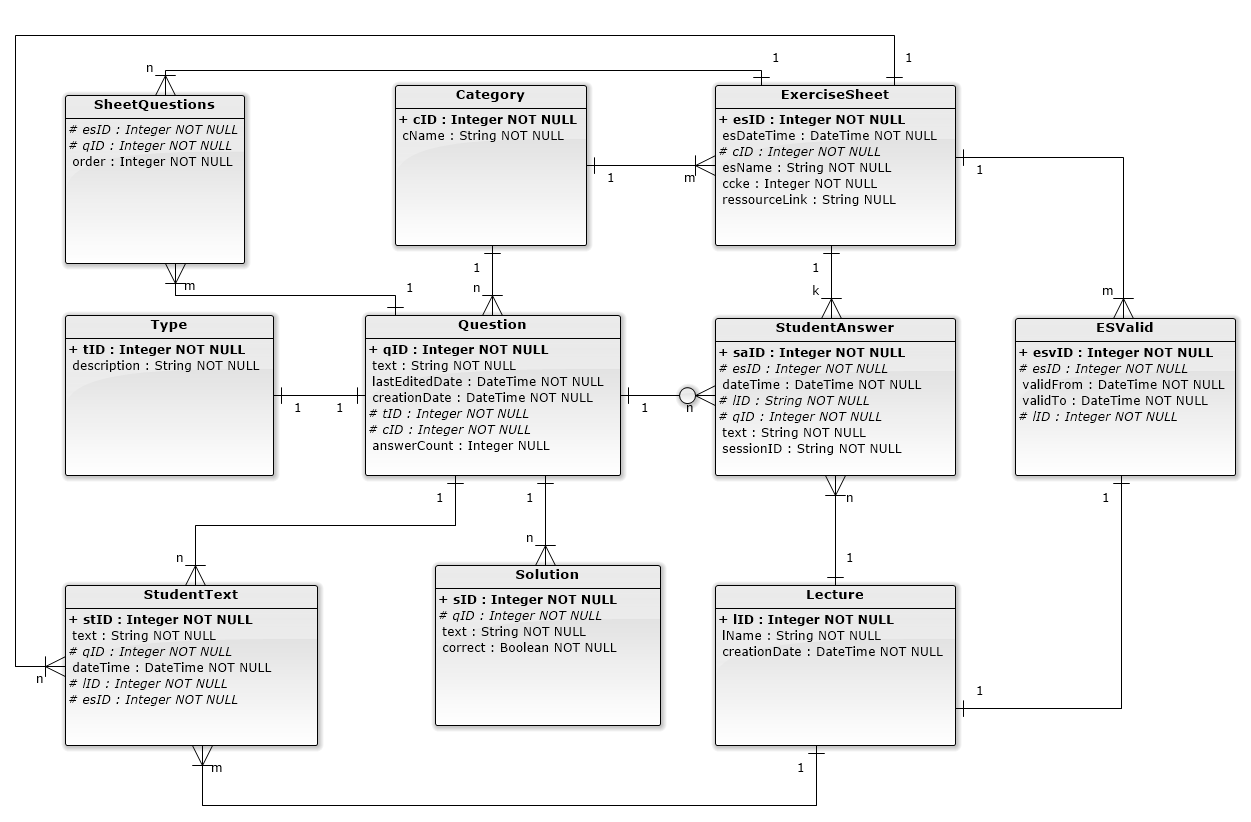 1
1
n
SheetQuestions
# esID : Integer NOT NULL
# qID : Integer NOT NULL
order : Integer NOT NULL
m
1
Category
+ cID : Integer NOT NULL
cName : String NOT NULL
1
m
1
n
ExerciseSheet
+ esID : Integer NOT NULL
esDateTime : DateTime NOT NULL
# cID : Integer NOT NULL
esName : String NOT NULL
ccke : Integer NOT NULL
ressourceLink : String NULL
1
1
k
m
Type
+ tID : Integer NOT NULL
description : String NOT NULL
1
1
Question
+ qID : Integer NOT NULL
text : String NOT NULL
lastEditedDate : DateTime NOT NULL
creationDate : DateTime NOT NULL
# tID : Integer NOT NULL
# cID : Integer NOT NULL
answerCount : Integer NULL
1
n
StudentAnswer
+ saID : Integer NOT NULL
# esID : Integer NOT NULL
dateTime : DateTime NOT NULL
# lID : String NOT NULL
# qID : Integer NOT NULL
text : String NOT NULL
sessionID : String NOT NULL
ESValid
+ esvID : Integer NOT NULL
# esID : Integer NOT NULL
validFrom : DateTime NOT NULL
validTo : DateTime NOT NULL
# lID : Integer NOT NULL
1
1
n
1
n
n
1
StudentText
+ stID : Integer NOT NULL
text : String NOT NULL
# qID : Integer NOT NULL
dateTime : DateTime NOT NULL
# lID : Integer NOT NULL
# esID : Integer NOT NULL
n
m
Solution
+ sID : Integer NOT NULL
# qID : Integer NOT NULL
text : String NOT NULL
correct : Boolean NOT NULL
Lecture
+ lID : Integer NOT NULL
lName : String NOT NULL
creationDate : DateTime NOT NULL
1
1